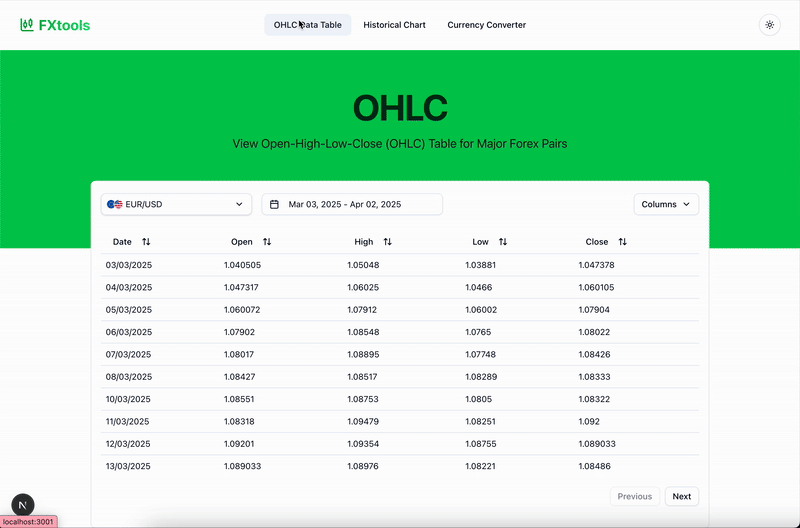 FXtools
OHLC Data Table Historical Chart Currency Converter
OHLC
View Open-High-Low-Close (OHLC) Table for Major Forex Pairs
EUR/USD Mar 03, 2025 - Apr 02, 2025 Columns
Date Open High Low Close
03/03/2025 1.040505 1.05048 1.03881 1.047378
04/03/2025 1.047317 1.06025 1.0466 1.060105
05/03/2025 1.060072 1.07912 1.06002 1.07904
06/03/2025 1.07902 1.08548 1.0765 1.08022
07/03/2025 1.08017 1.08895 1.07748 1.08426
08/03/2025 1.08427 1.08517 1.08289 1.08333
10/03/2025 1.08551 1.08753 1.0805 1.08322
11/03/2025 1.08318 1.09479 1.08251 1.092
12/03/2025 1.09201 1.09354 1.08755 1.089033
13/03/2025 1.089033 1.08976 1.08221 1.08486
Previous Next
N
localhost:3001